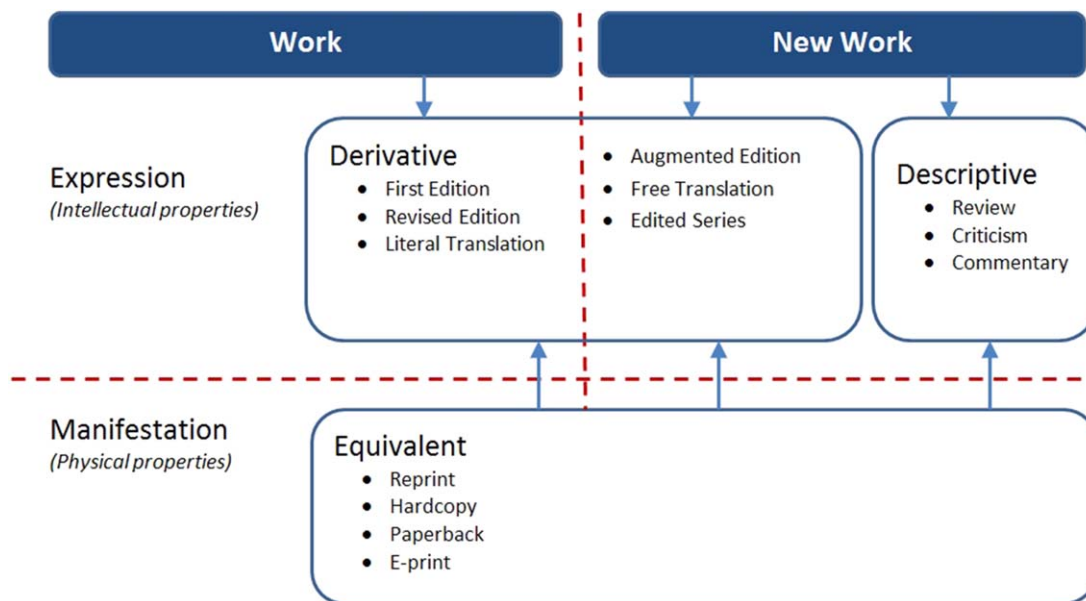 Work
New Work
Expression
(Intellectual properties)
Derivative
• First Edition
• Revised Edition
• Literal Translation
• Augmented Edition
• Free Translation
• Edited Series
Descriptive
• Review
• Criticism
• Commentary
Manifestation
(Physical properties)
Equivalent
• Reprint
• Hardcopy
• Paperback
• E-print